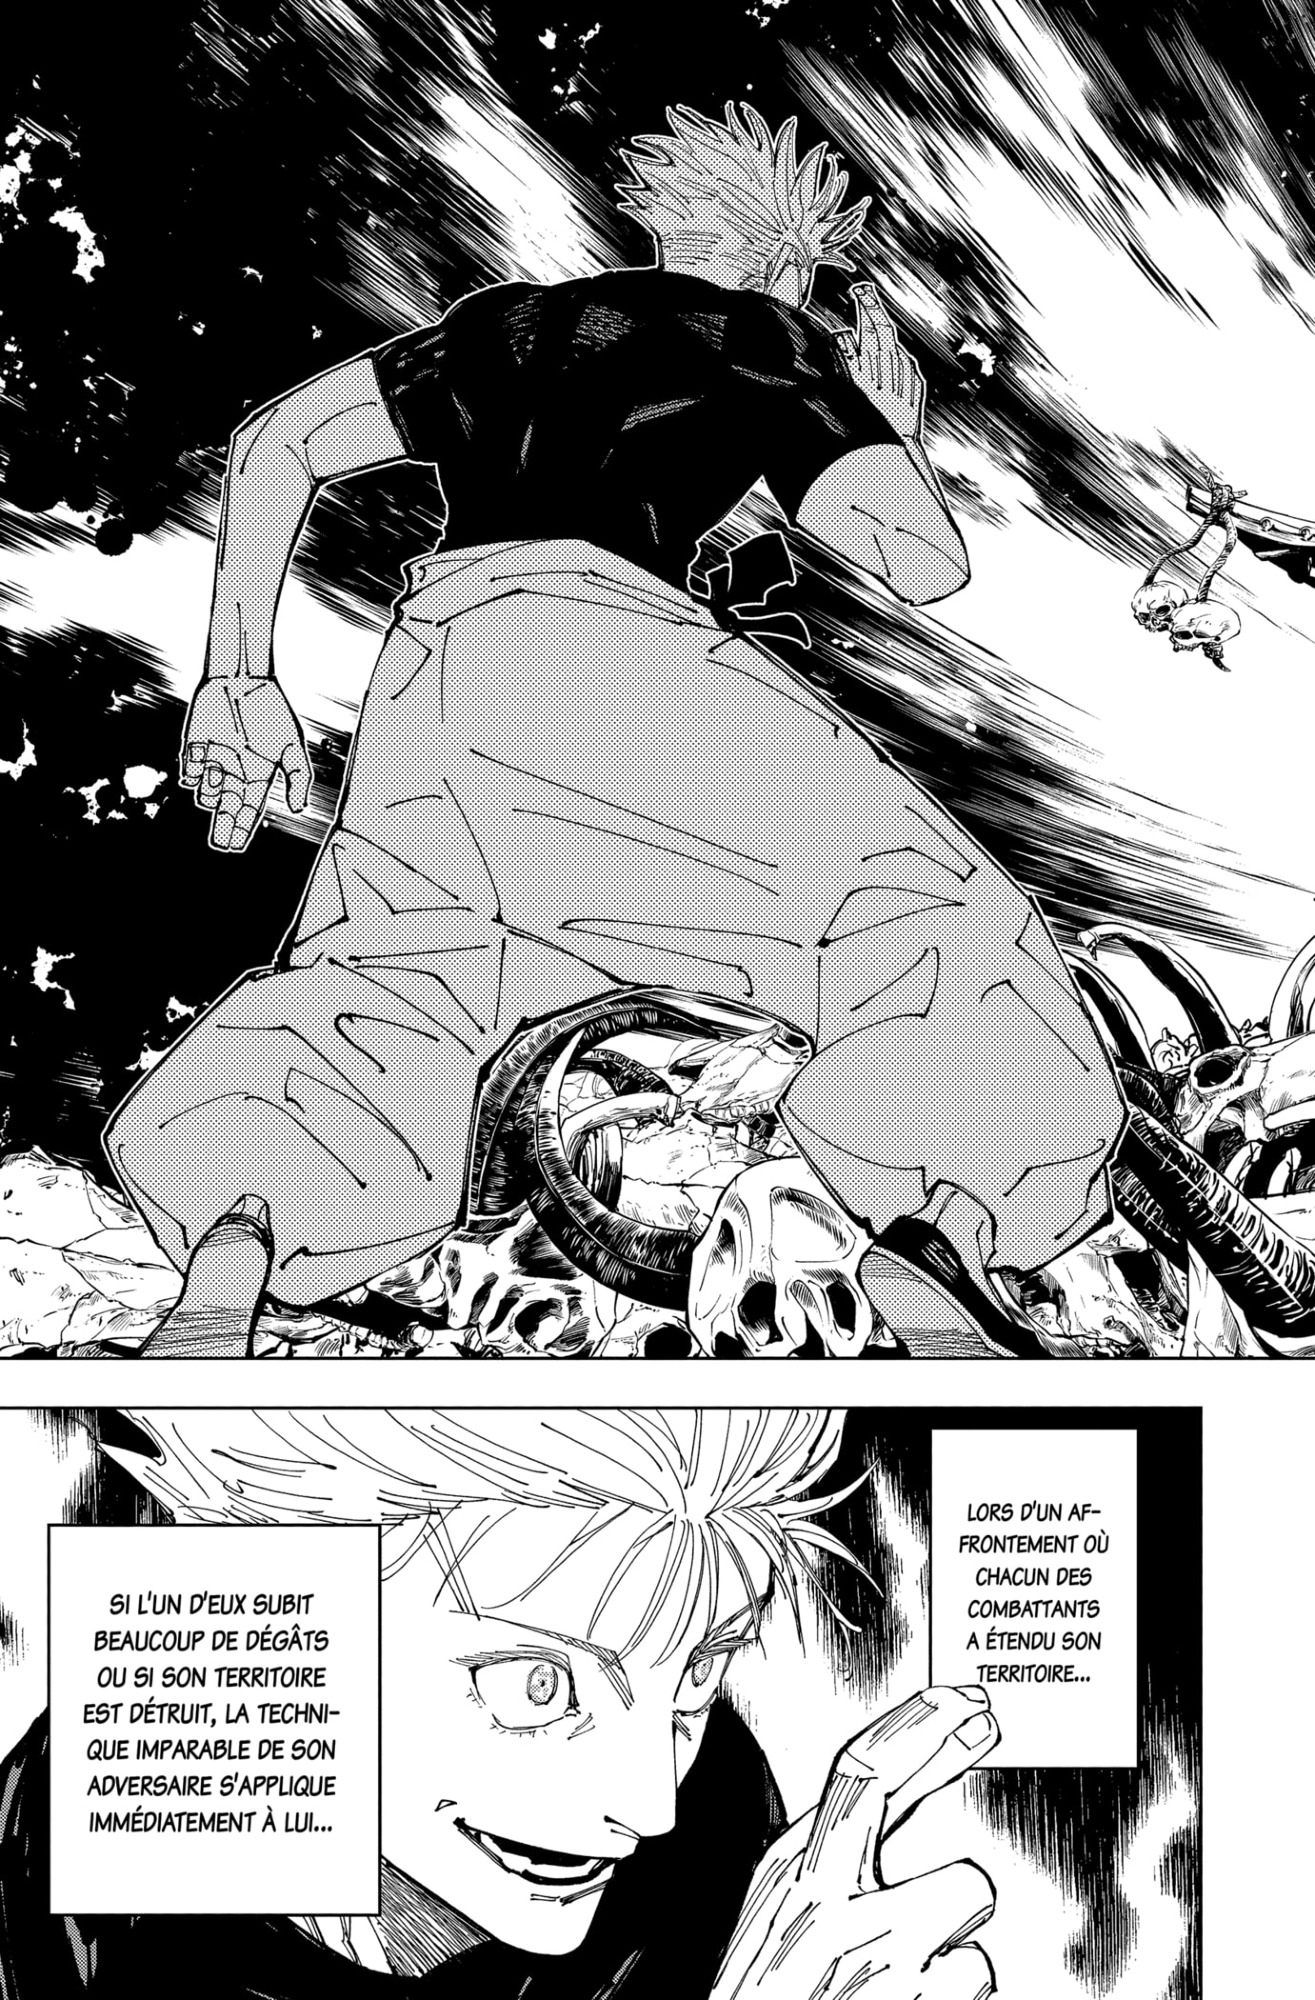 LORS D'UN AF-
FRONTEMENT OÙ
CHACUN DES
COMBATTANTS
A ÉTENDU SON
TERRITOIRE...
SI L'UN D'EUX SUBIT
BEAUCOUP DE DÉGÂTS
OU SI SON TERRITOIRE
EST DÉTRUIT, LA TECHNI-
QUE IMPARABLE DE SON
ADVERSAIRE S'APPLIQUE
IMMÉDIATEMENT À LUI...